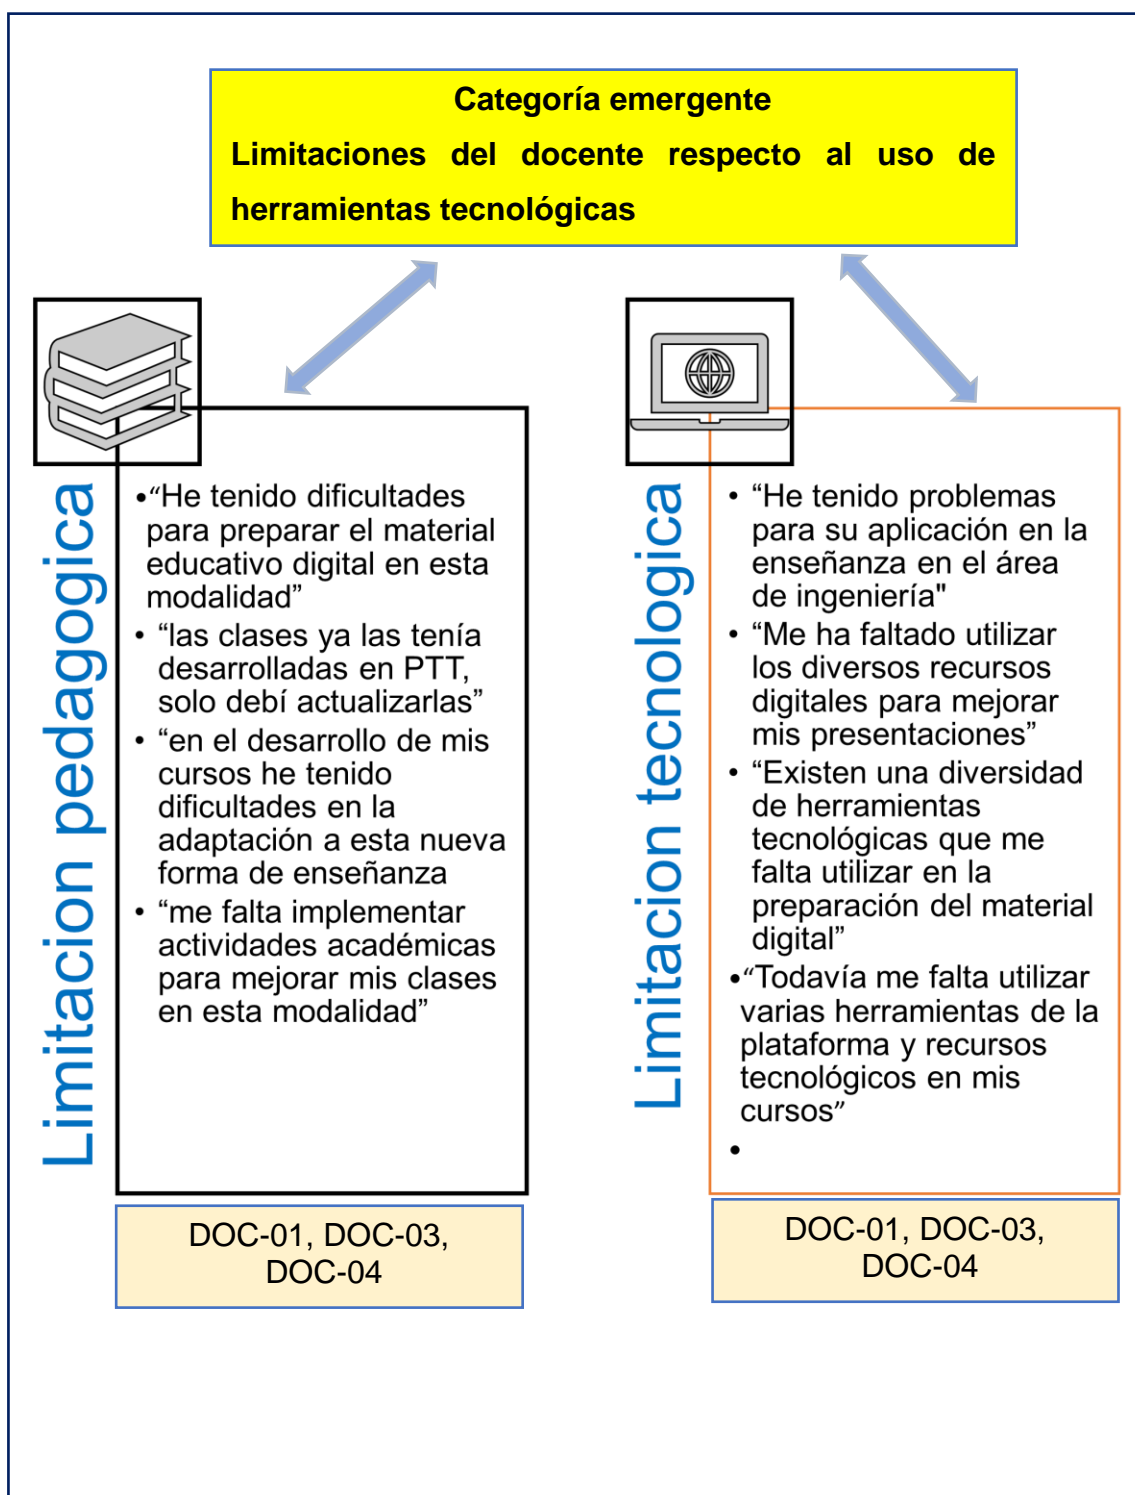 Categoría emergente
Limitaciones del docente respecto al uso de
herramientas tecnológicas
Limitacion pedagogica
•“He tenido dificultades
para preparar el material
educativo digital en esta
modalidad”
• “las clases ya las tenía
desarrolladas en PTT,
solo debí actualizarlas”
• “en el desarrollo de mis
cursos he tenido
dificultades en la
adaptación a esta nueva
forma de enseñanza
• “me falta implementar
actividades académicas
para mejorar mis clases
en esta modalidad”
DOC-01, DOC-03,
DOC-04
Limitacion tecnologica
• “He tenido problemas
para su aplicación en la
enseñanza en el área
de ingeniería"
• “Me ha faltado utilizar
los diversos recursos
digitales para mejorar
mis presentaciones”
• “Existen una diversidad
de herramientas
tecnológicas que me
falta utilizar en la
preparación del material
digital”
•“Todavía me falta utilizar
varias herramientas de la
plataforma y recursos
tecnológicos en mis
cursos”
•
DOC-01, DOC-03,
DOC-04